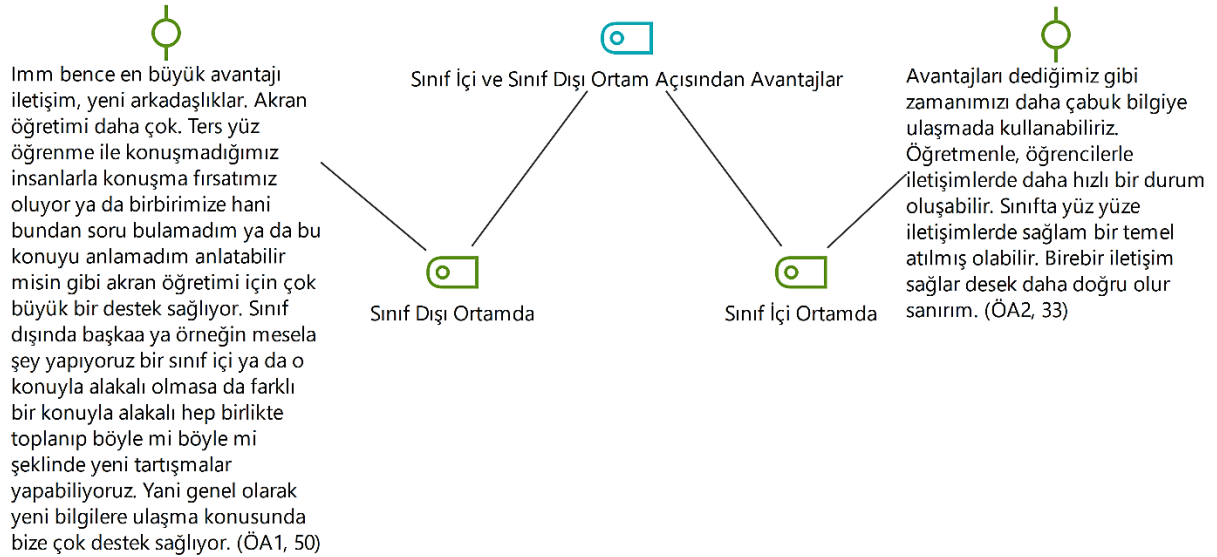 Sınıf İçi ve Sınıf Dışı Ortam Açısından Avantajlar
Imm bence en büyük avantajı
iletişim, yeni arkadaşlıklar. Akran
öğretimi daha çok. Ters yüz
öğrenme ile konuşmadığımız
insanlarla konuşma fırsatımız
oluyor ya da birbirimize hani
bundan soru bulamadım ya da bu
konuyu anlamadım anlatabilir
misin gibi akran öğretimi için çok
büyük bir destek sağlıyor. Sınıf
dışında başkaa ya örneğin mesela
şey yapıyoruz bir sınıf içi ya da o
konuyla alakalı olmasa da farklı
bir konuyla alakalı hep birlikte
toplanıp böyle mi böyle mi
şeklinde yeni tartışmalar
yapabiliyoruz. Yani genel olarak
yeni bilgilere ulaşma konusunda
bize çok destek sağlıyor. (ÖA1, 50)
Sınıf Dışı Ortamda
Sınıf İçi Ortamda
Avantajları dediğimiz gibi
zamanımızı daha çabuk bilgiye
ulaşmada kullanabiliriz.
Öğretmenle, öğrencilerle
iletişimlerde daha hızlı bir durum
oluşabilir. Sınıfta yüz yüze
iletişimlerde sağlam bir temel
atılmış olabilir. Birebir iletişim
sağlar desek daha doğru olur
sanırım. (ÖA2, 33)